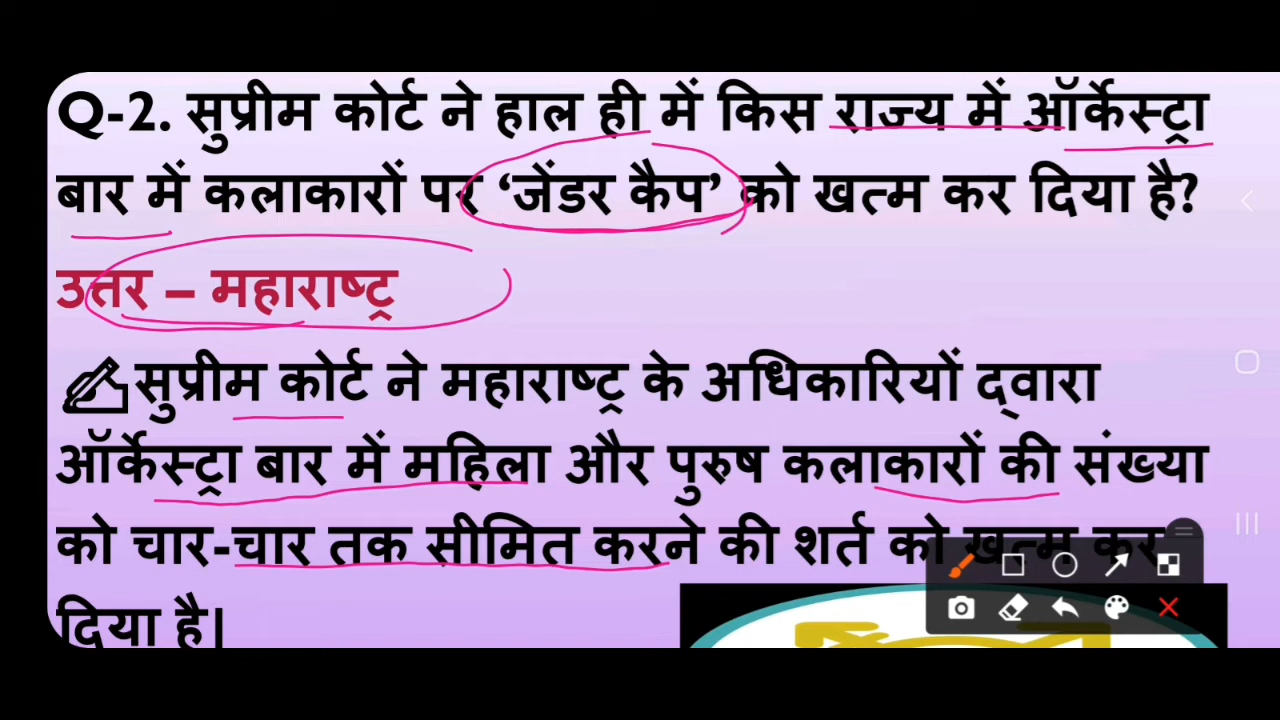 Q-2. सुप्रीम कोर्ट ने हाल ही में किस राज्य में ऑर्केस्ट्रा
बार में कलाकारों पर ‘जेंडर कैप’ को खत्म कर दिया है?
उत्तर – महाराष्ट्र
✍सुप्रीम कोर्ट ने महाराष्ट्र के अधिकारियों द्वारा
ऑर्केस्ट्रा बार में महिला और पुरुष कलाकारों की संख्या
को चार-चार तक सीमित करने की शर्त को खत्म कर
दिया है।